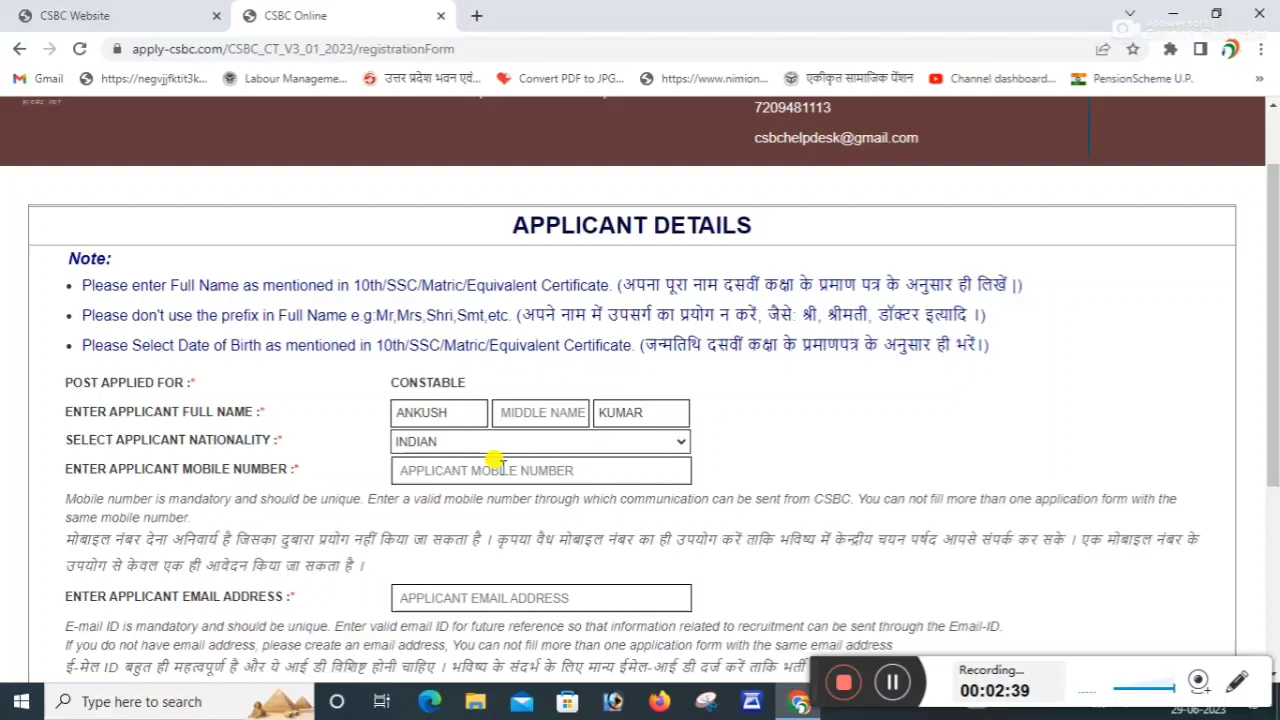 CSBC Website
CSBC Online
apply-csbc.com/CSBC_CT_V3_01_2023/registrationForm
Gmail
https://negvjjfktit3k...
Labour Manageme...
उत्तर प्रदेश भवन एवं...
Convert PDF to JPG...
https://www.nimion...
एकीकृत सामाजिक पेंशन
Channel dashboard...
PensionScheme U.P.
7209481113
csbchelpdesk@gmail.com
APPLICANT DETAILS
Note:
Please enter Full Name as mentioned in 10th/SSC/Matric/Equivalent Certificate. (अपना पूरा नाम दसवीं कक्षा के प्रमाण पत्र के अनुसार ही लिखें |)
Please don't use the prefix in Full Name e.g:Mr,Mrs,Shri,Smt,etc. (अपने नाम में उपसर्ग का प्रयोग न करें, जैसे: श्री, श्रीमती, डॉक्टर इत्यादि ।)
Please Select Date of Birth as mentioned in 10th/SSC/Matric/Equivalent Certificate. (जन्मतिथि दसवीं कक्षा के प्रमाणपत्र के अनुसार ही भरें।)
POST APPLIED FOR :* CONSTABLE
ENTER APPLICANT FULL NAME :* ANKUSH MIDDLE NAME KUMAR
SELECT APPLICANT NATIONALITY :* INDIAN
ENTER APPLICANT MOBILE NUMBER :* APPLICANT MOBILE NUMBER
Mobile number is mandatory and should be unique. Enter a valid mobile number through which communication can be sent from CSBC. You can not fill more than one application form with the
same mobile number.
मोबाइल नंबर देना अनिवार्य है जिसका दुबारा प्रयोग नहीं किया जा सकता है । कृपया वैध मोबाइल नंबर का ही उपयोग करें ताकि भविष्य में केन्द्रीय चयन पर्षद आपसे संपर्क कर सके । एक मोबाइल नंबर के
उपयोग से केवल एक ही आवेदन किया जा सकता है ।
ENTER APPLICANT EMAIL ADDRESS :* APPLICANT EMAIL ADDRESS
E-mail ID is mandatory and should be unique. Enter valid email ID for future reference so that information related to recruitment can be sent through the Email-ID.
If you do not have email address, please create an email address, You can not fill more than one application form with the same email address
ई-मेल ID बहुत ही महत्वपूर्ण है और ये आई डी विशिष्ट होनी चाहिए । भविष्य के संदर्भ के लिए मान्य ईमेल-आई डी दर्ज करें ताकि भर्ती
Recording...
00:02:39
Type here to search
29-06-2023